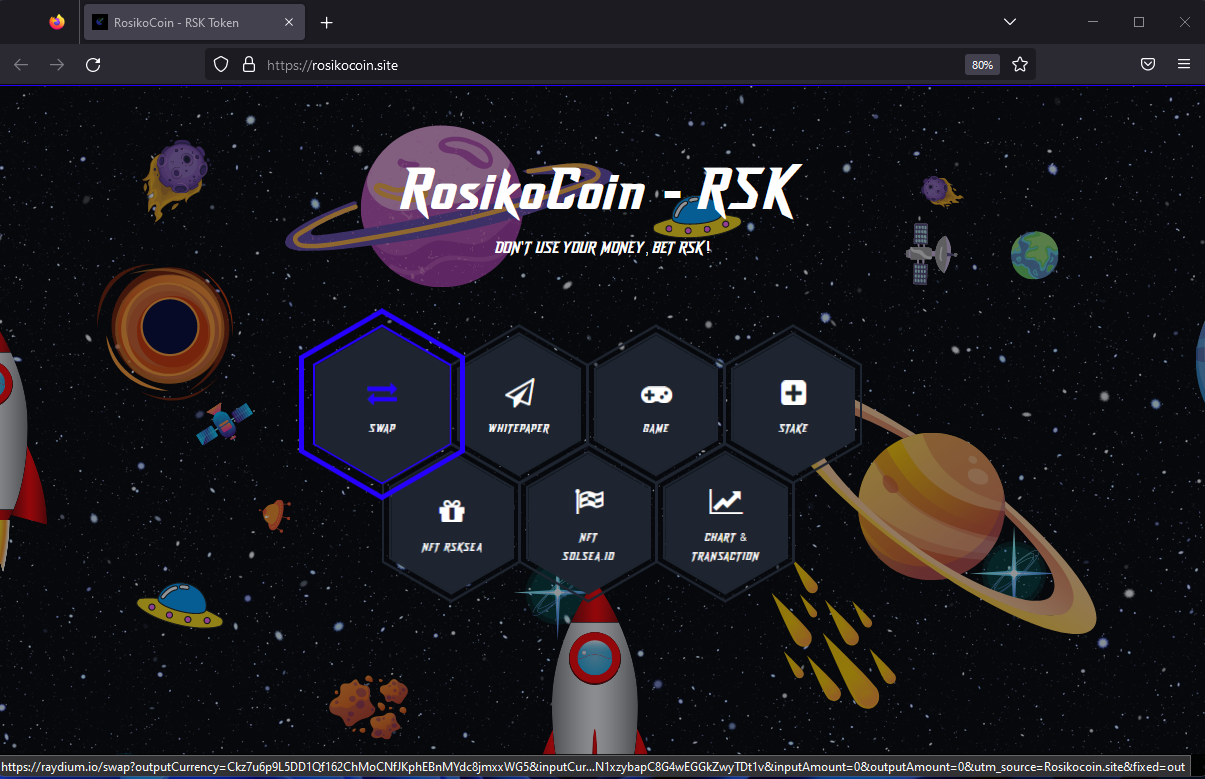 RosikoCoin - RSK Token
https://rosikocoin.site
80%
RosikoCoin - RSK
DON'T USE YOUR MONEY, BET RSK!
SWAP
WHITEPAPER
GAME
STAKE
NFT RSKSEA
NFT
SOLSEA.IO
CHART &
TRANSACTION
https://raydium.io/swap?outputCurrency=Ckz7u6p9L5DD1Qf162ChMoCNfJKphEBnMYdc8jmxxWG5&inputCur...N1xzybapC8G4wEGGkZwyTDt1v&inputAmount=0&outputAmount=0&utm_source=Rosikocoin.site&fixed=out